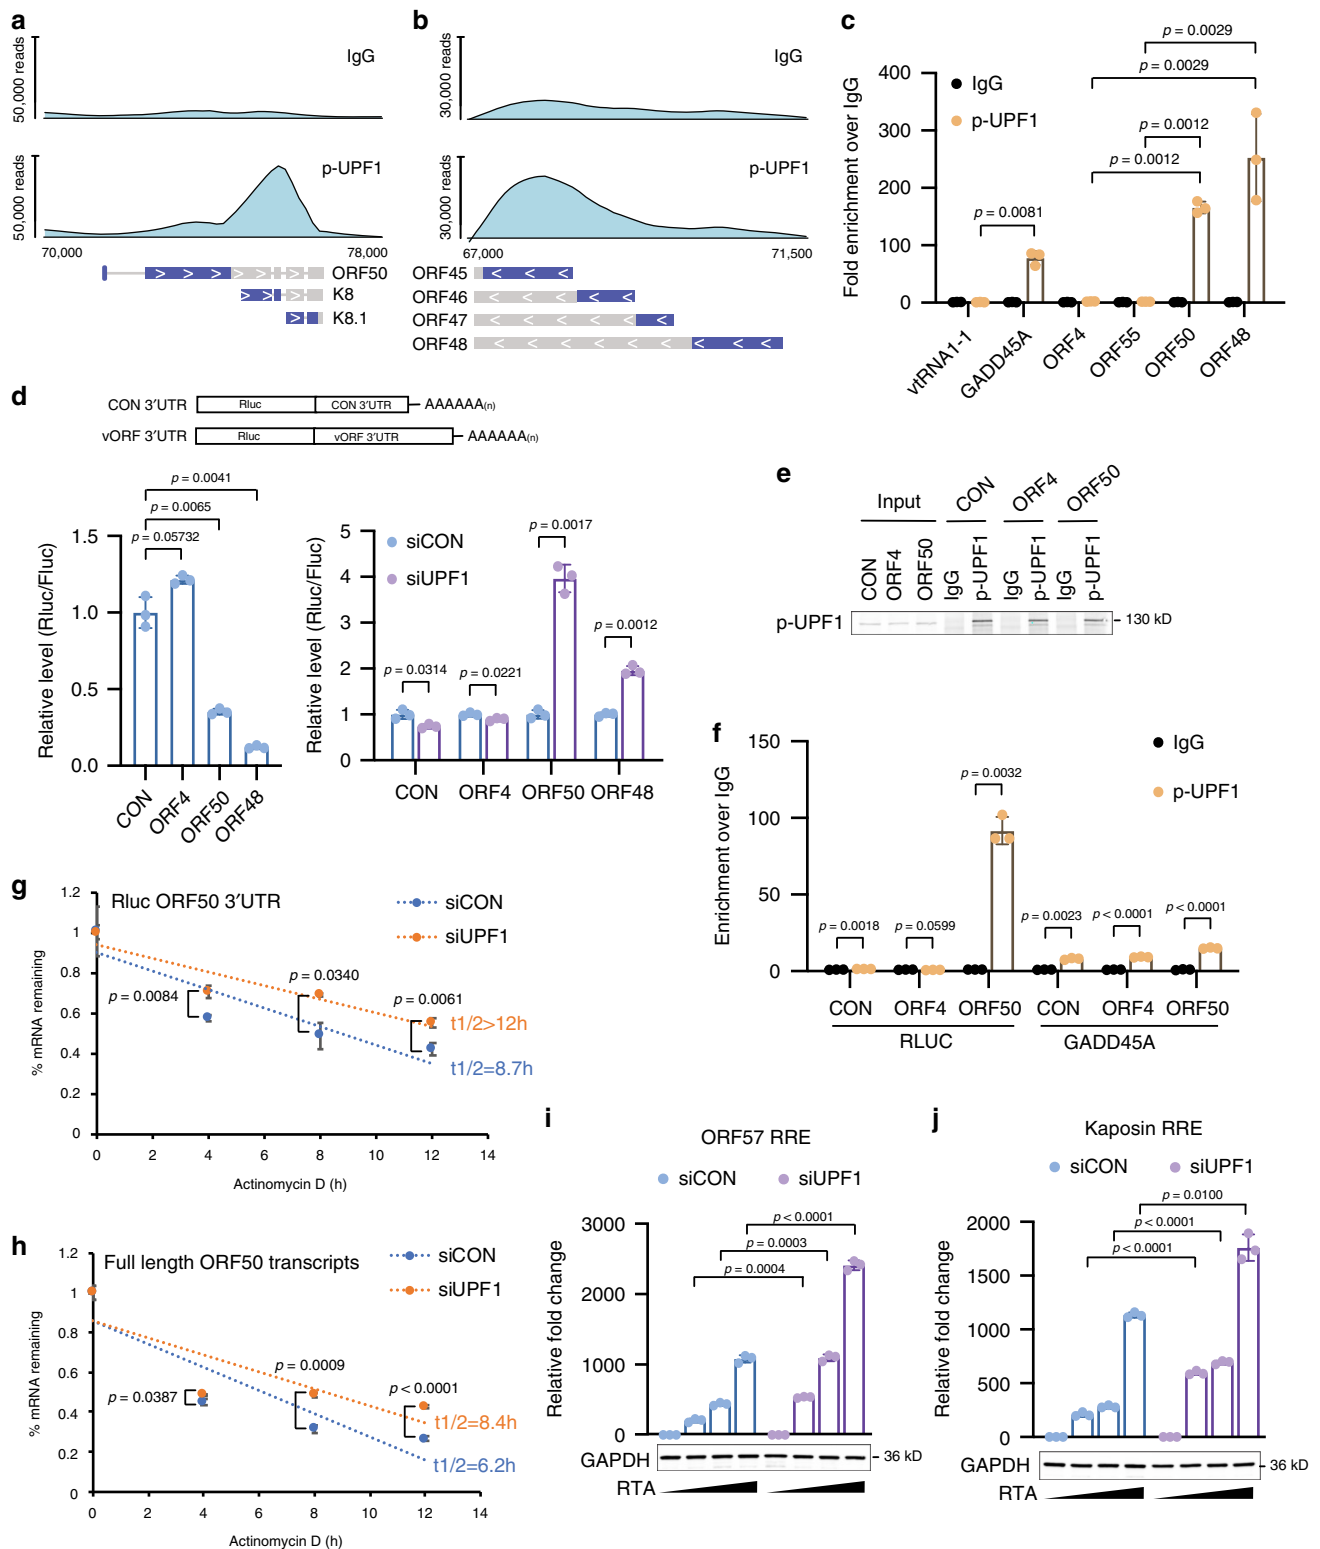 a
50,000 reads
IgG
50,000 reads
p-UPF1
70,000
78,000
ORF50
K8
K8.1
b
30,000 reads
IgG
30,000 reads
p-UPF1
67,000
71,500
ORF45
ORF46
ORF47
ORF48
c
p = 0.0029
p = 0.0029
p = 0.0012
p = 0.0012
p = 0.0081
IgG
p-UPF1
Fold enrichment over IgG
400
300
200
100
0
vtRNA1-1
GADD45A
ORF4
ORF55
ORF50
ORF48
d
CON 3′UTR
Rluc
CON 3′UTR
AAAAAA(n)
vORF 3′UTR
Rluc
vORF 3′UTR
AAAAAA(n)
p = 0.0041
p = 0.0065
p = 0.05732
Relative level (Rluc/Fluc)
1.5
1.0
0.5
0.0
CON
ORF4
ORF50
ORF48
Relative level (Rluc/Fluc)
5
4
3
2
1
0
siCON
siUPF1
p = 0.0017
p = 0.0012
p = 0.0314
p = 0.0221
CON
ORF4
ORF50
ORF48
e
Input
CON
ORF4
ORF50
CON
ORF4
ORF50
IgG
p-UPF1
IgG
p-UPF1
IgG
p-UPF1
p-UPF1
130 kD
f
Enrichment over IgG
150
100
50
0
IgG
p-UPF1
p = 0.0032
p = 0.0018
p = 0.0599
p = 0.0023
p < 0.0001
p < 0.0001
CON
ORF4
ORF50
CON
ORF4
ORF50
RLUC
GADD45A
g
Rluc ORF50 3′UTR
siCON
siUPF1
% mRNA remaining
1.2
1
0.8
0.6
0.4
0.2
0
p = 0.0084
p = 0.0340
p = 0.0061
t1/2>12h
t1/2=8.7h
0
2
4
6
8
10
12
14
Actinomycin D (h)
h
Full length ORF50 transcripts
siCON
siUPF1
% mRNA remaining
1.2
1
0.8
0.6
0.4
0.2
0
p = 0.0387
p = 0.0009
p < 0.0001
t1/2=8.4h
t1/2=6.2h
0
2
4
6
8
10
12
14
Actinomycin D (h)
i
ORF57 RRE
siCON
siUPF1
Relative fold change
3000
2000
1000
0
p < 0.0001
p = 0.0003
p = 0.0004
GAPDH
36 kD
RTA
j
Kaposin RRE
siCON
siUPF1
Relative fold change
2000
1500
1000
500
0
p = 0.0100
p < 0.0001
p < 0.0001
GAPDH
36 kD
RTA